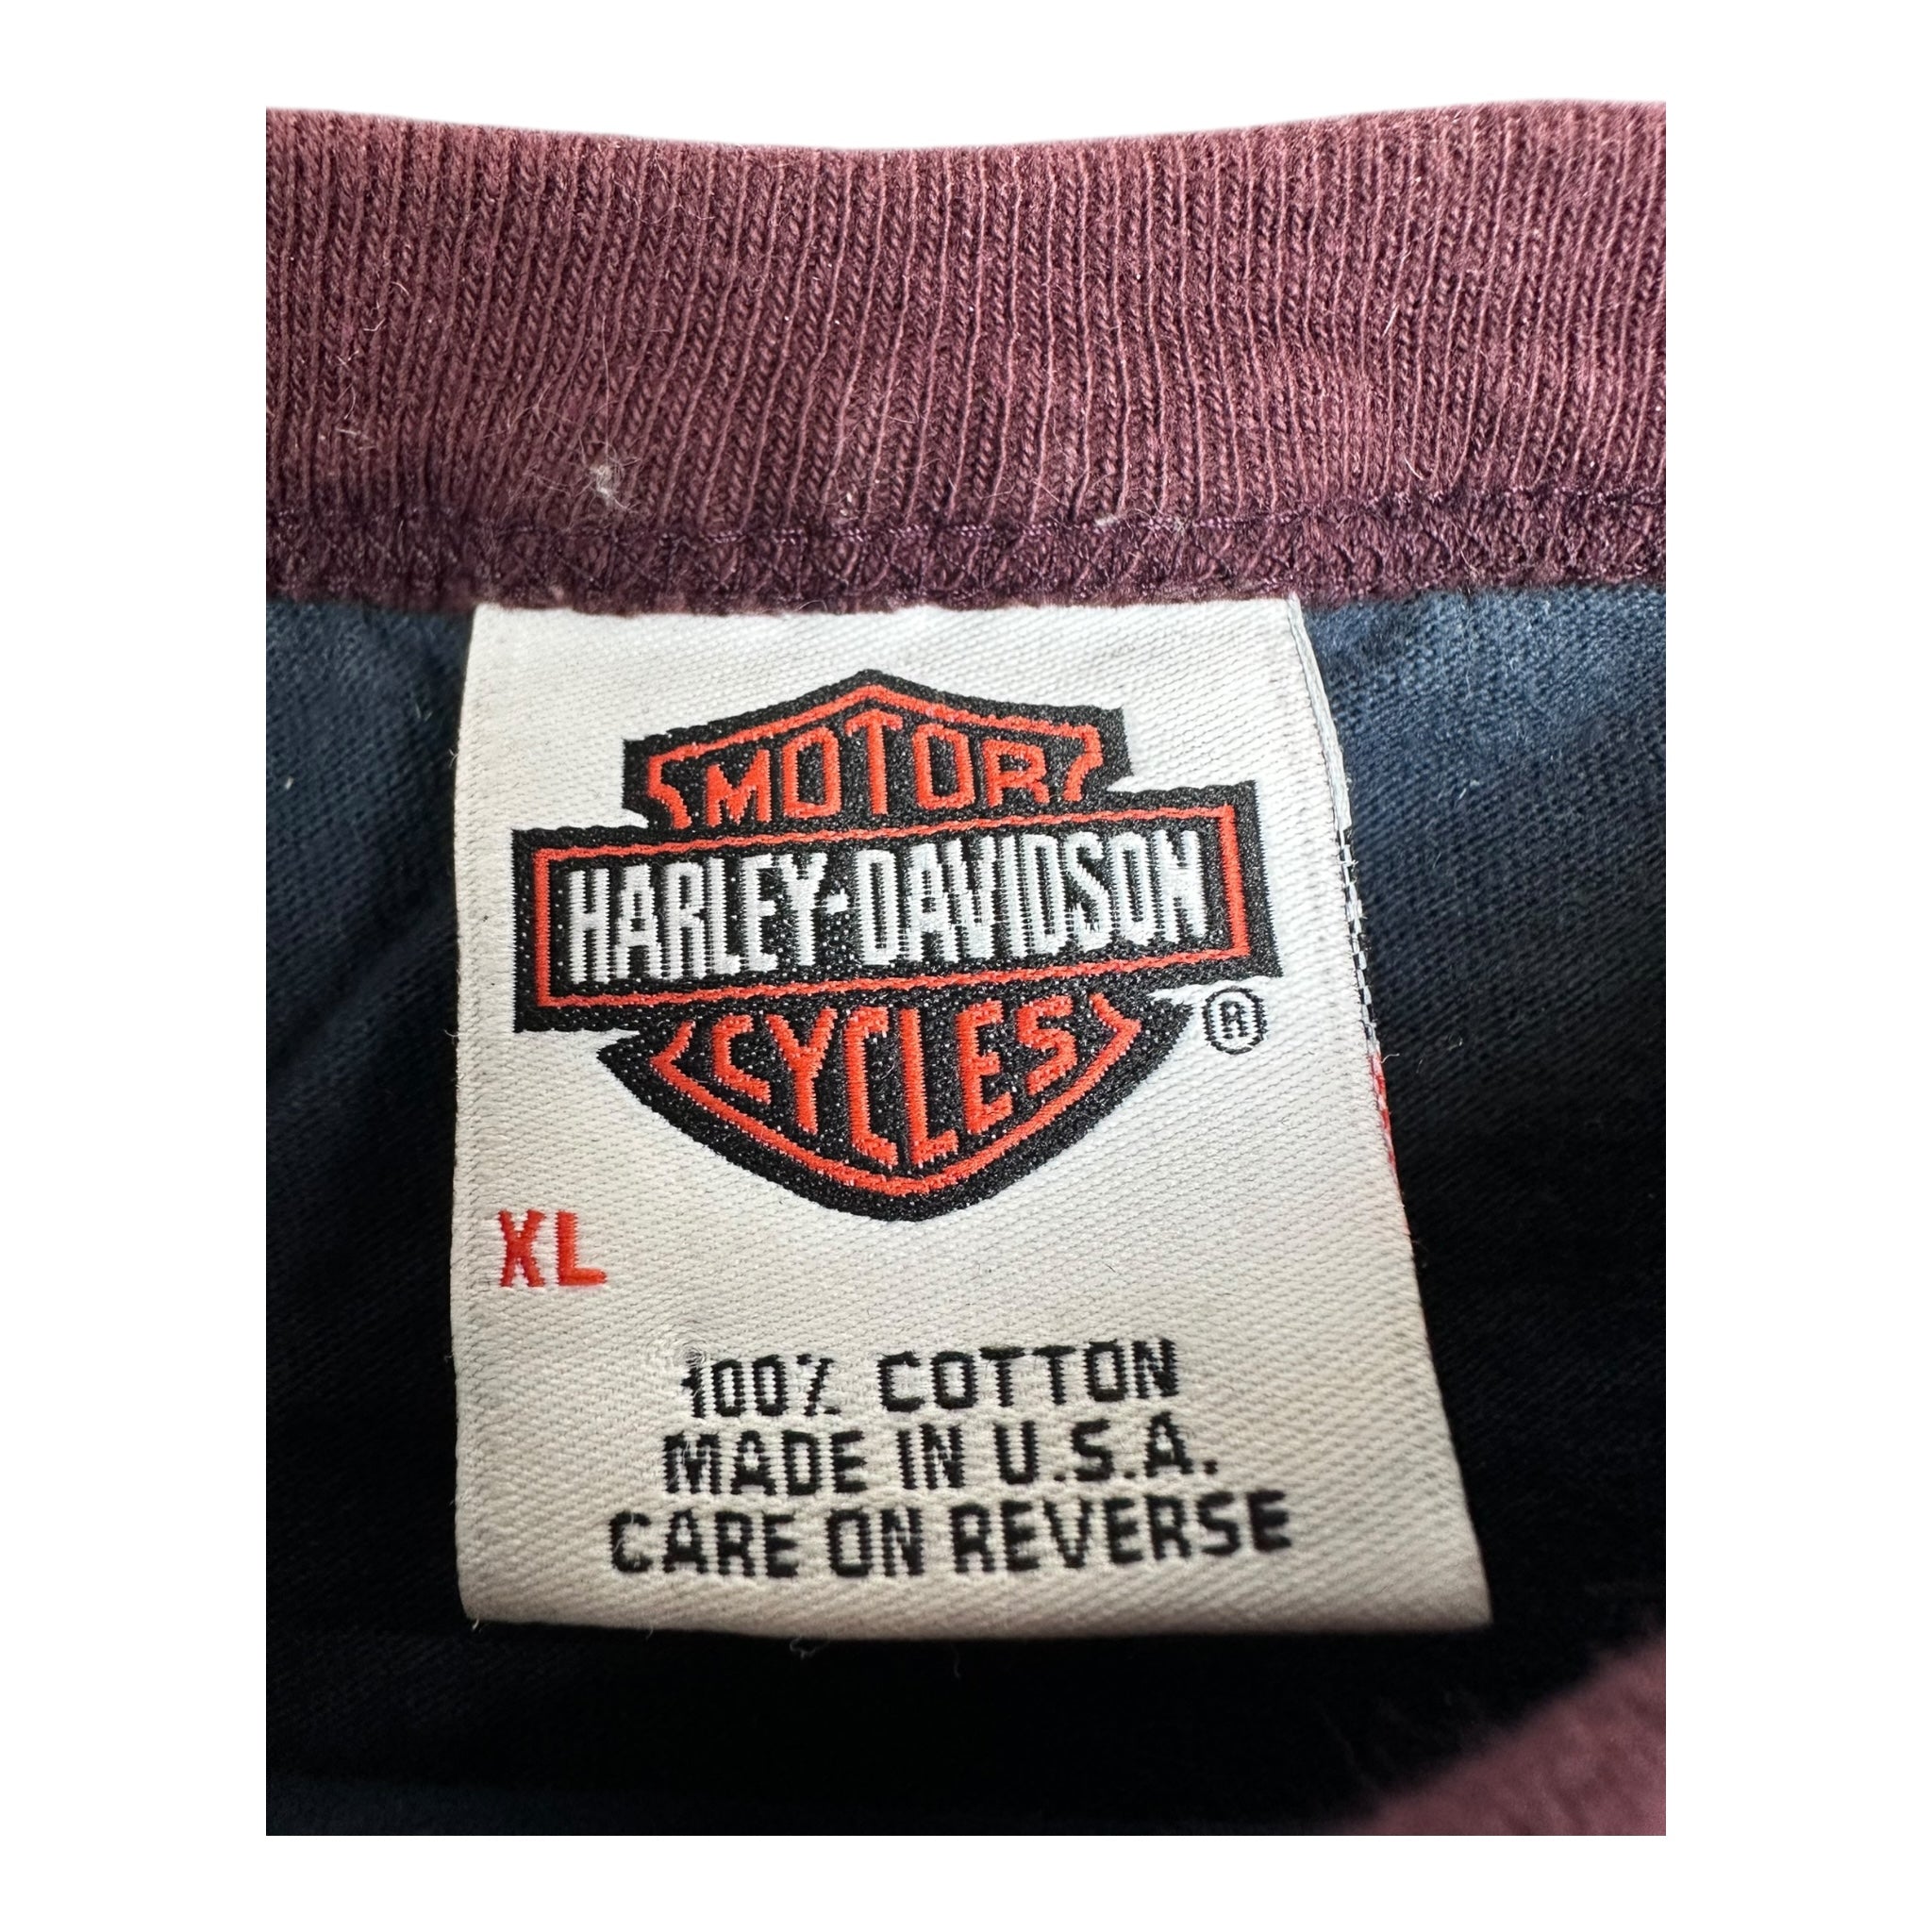 MOTOR
HARLEY-DAVIDSON
CYCLES
®
XL
100% COTTON
MADE IN U.S.A.
CARE ON REVERSE